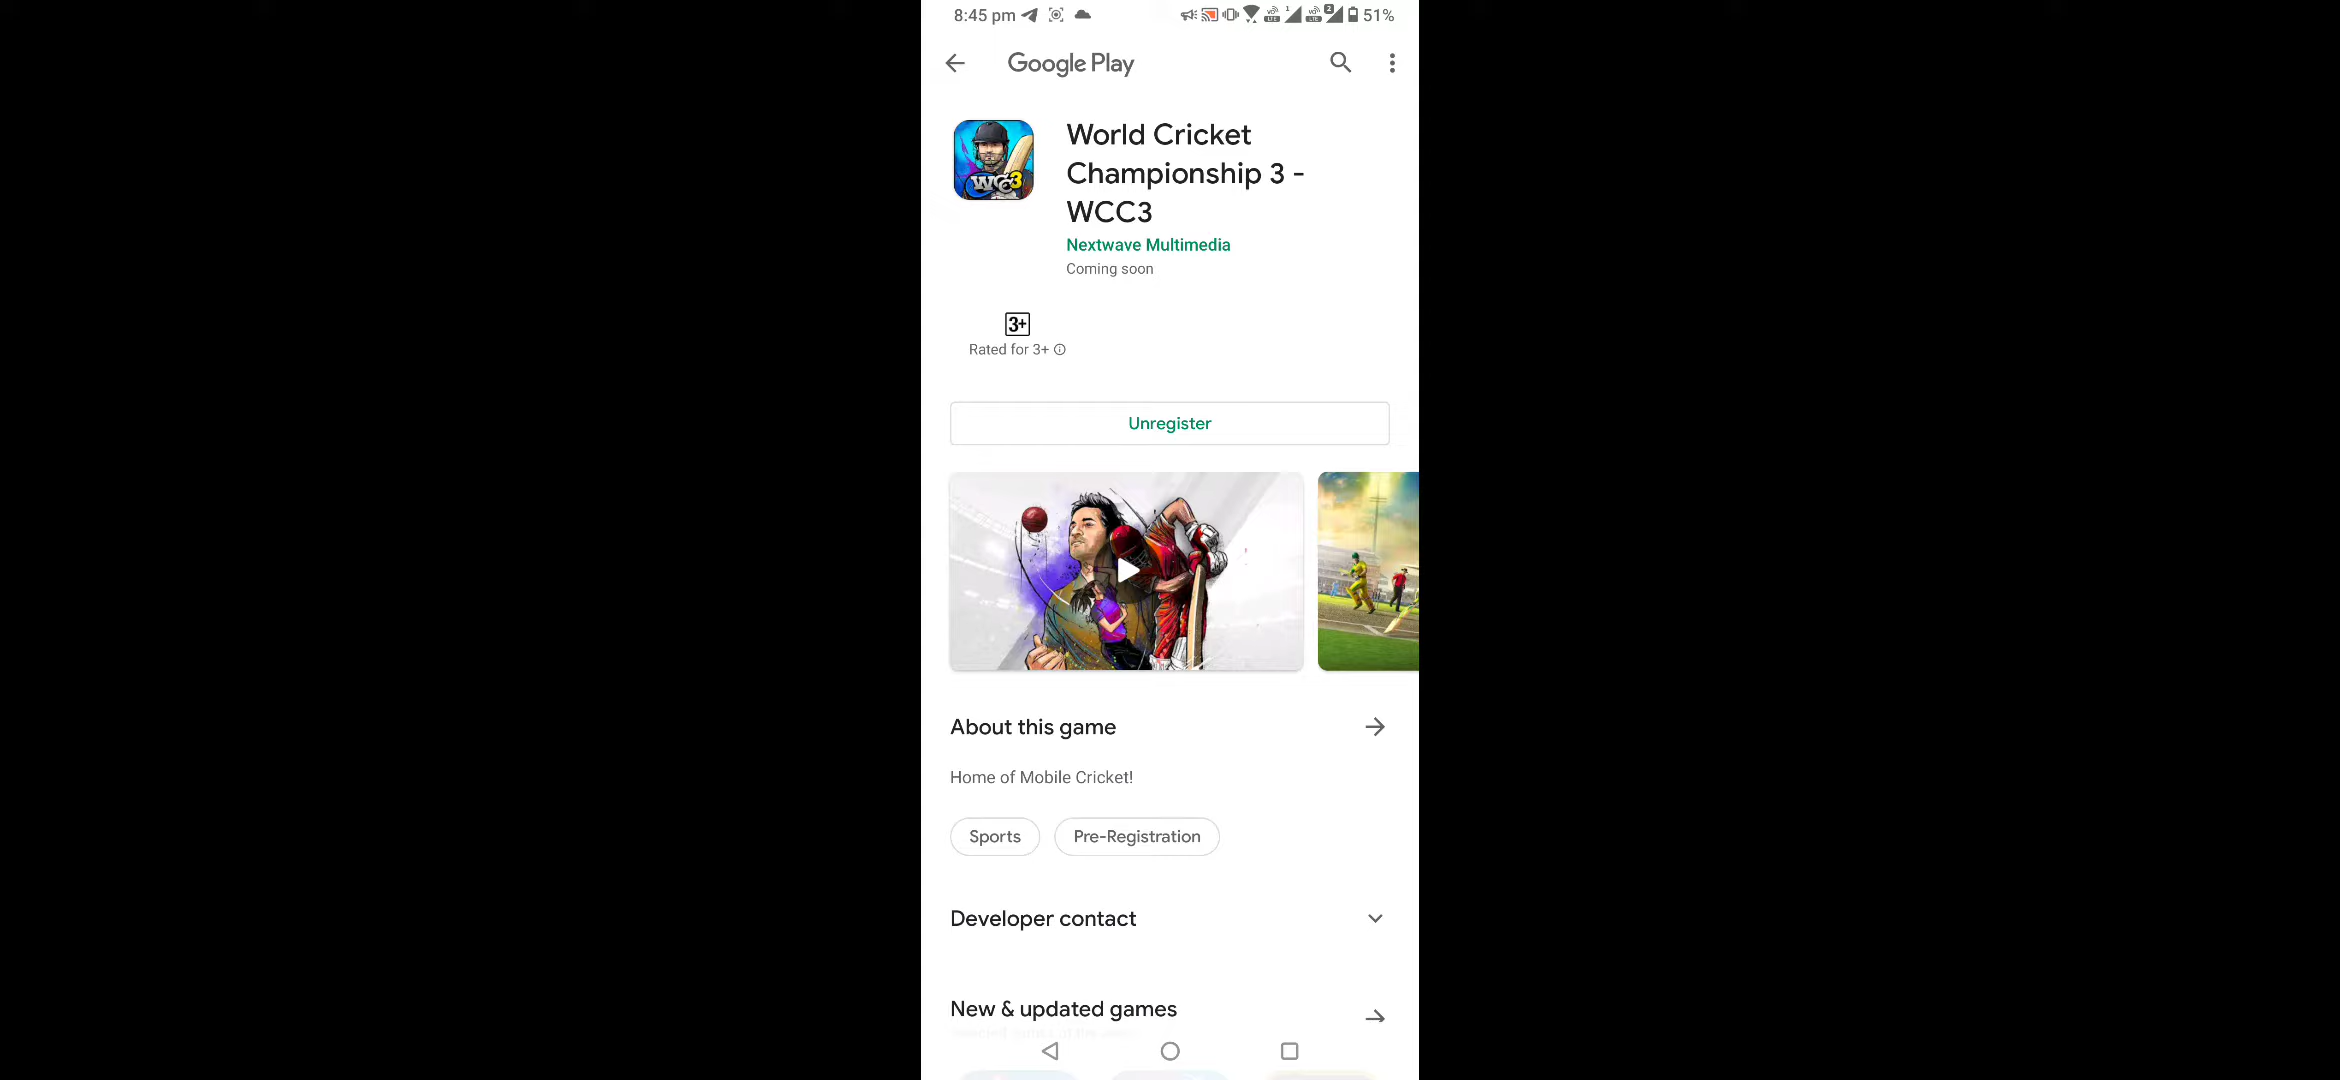 8:45 pm
51%
Google Play
World Cricket
Championship 3 -
WCC3
Nextwave Multimedia
Coming soon
WCC3
3+
Rated for 3+
Unregister
About this game
Home of Mobile Cricket!
Sports
Pre-Registration
Developer contact
New & updated games